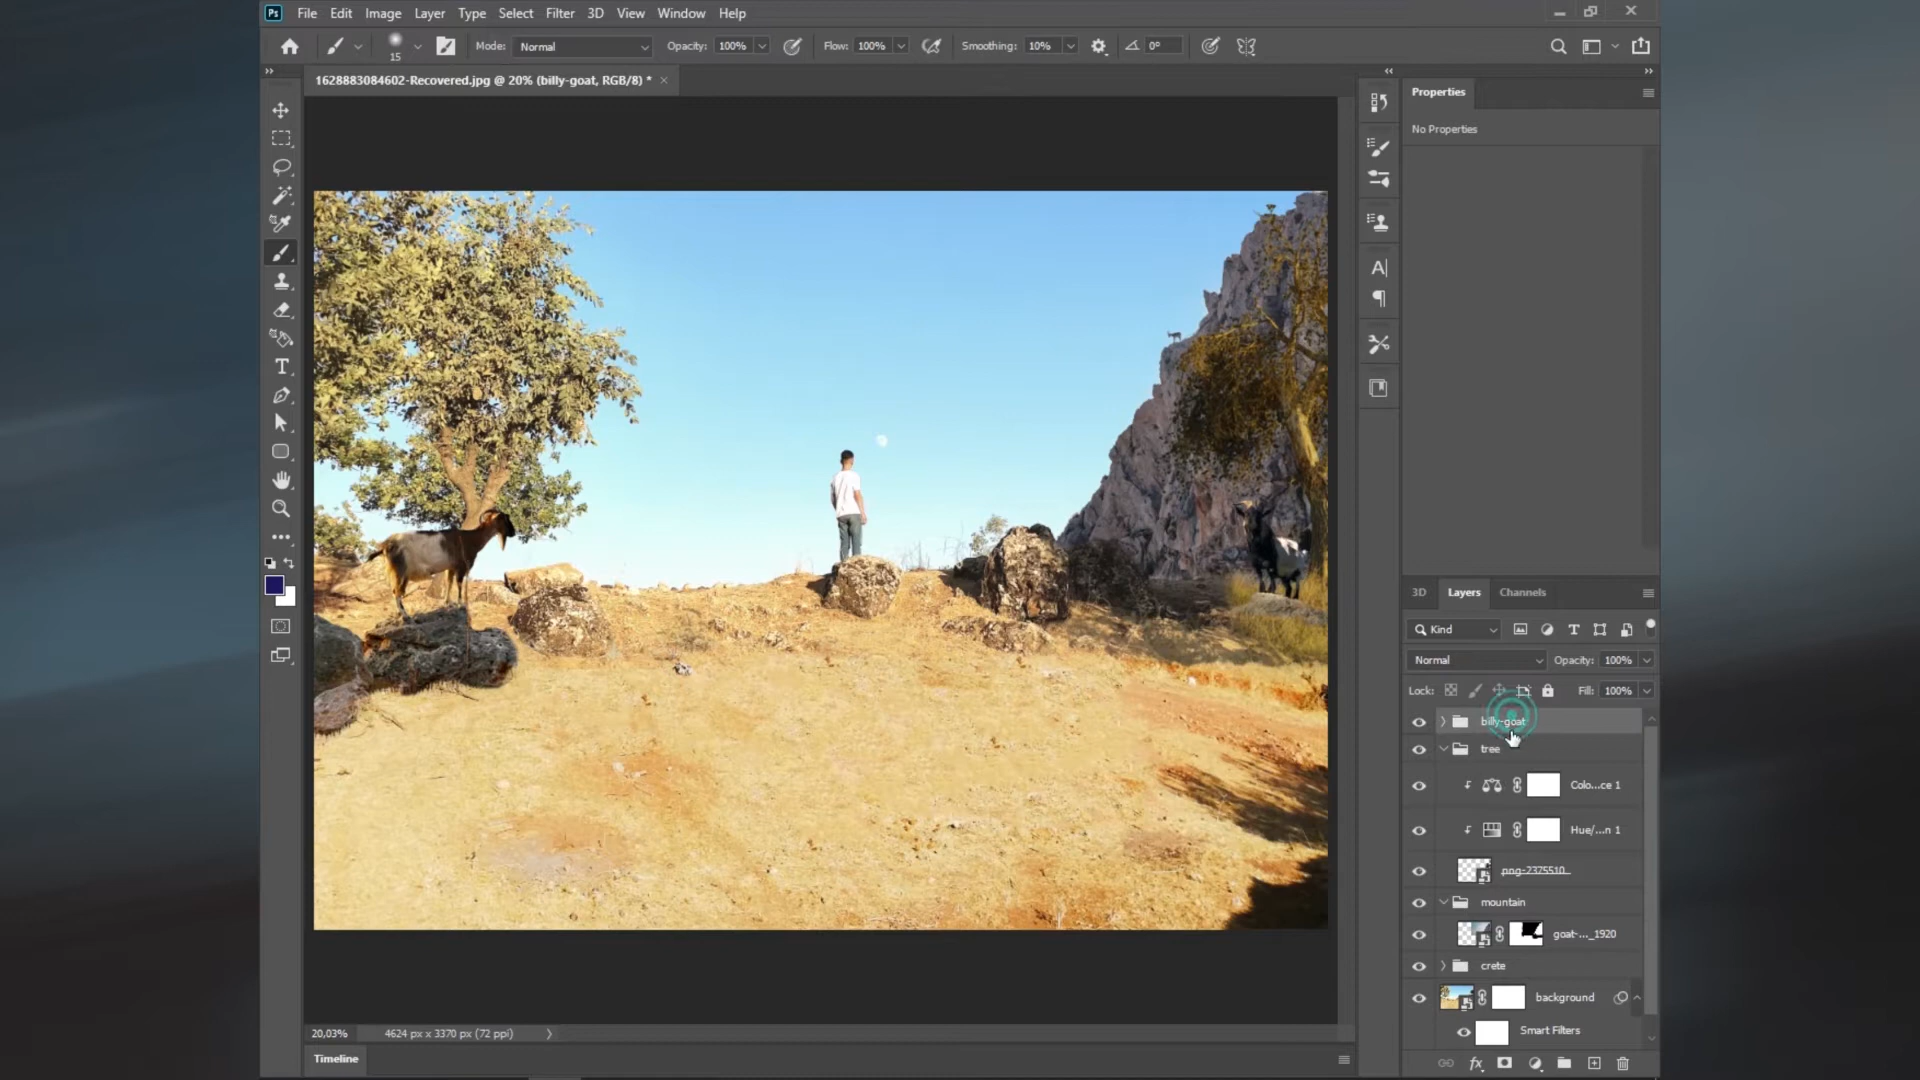 Ps File Edit Image Layer Type Select Filter 3D View Window Help
15 Mode: Normal Opacity: 100% Flow: 100% Smoothing: 10% 0°
1628883084602-Recovered.jpg @ 20% (billy-goat, RGB/8) * ×
Properties
No Properties
3D Layers Channels
Kind
Normal Opacity: 100%
Lock: Fill: 100%
billy-goat
tree
Colo...ce 1
Hue/...n 1
png-2375510...
mountain
goat-..._1920
crete
background
Smart Filters
20,03% 4624 px x 3370 px (72 ppi)
Timeline